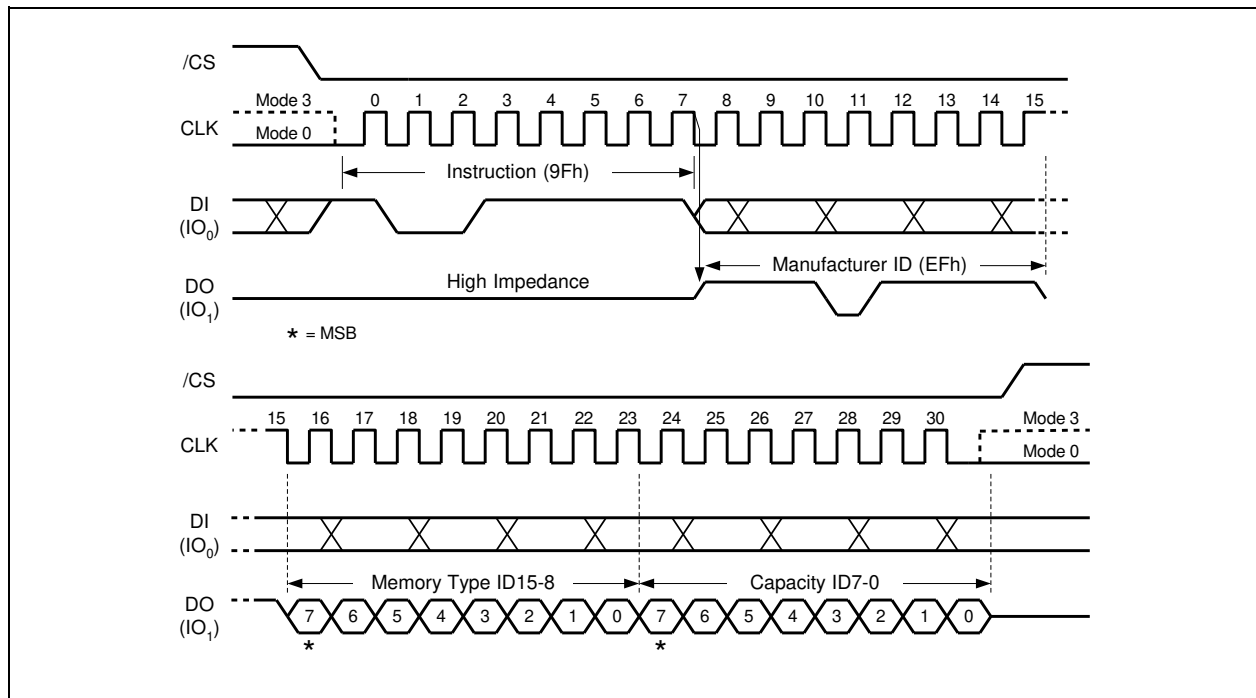 /CS
Mode 3 0 1 2 3 4 5 6 7 8 9 10 11 12 13 14 15
CLK
Mode 0
Instruction (9Fh)
DI
(IO0)
Manufacturer ID (EFh)
High Impedance
DO
(IO1)
* = MSB
/CS
15 16 17 18 19 20 21 22 23 24 25 26 27 28 29 30 Mode 3
CLK
Mode 0
DI
(IO0)
Memory Type ID15-8 Capacity ID7-0
DO
(IO1)
7 6 5 4 3 2 1 0 7 6 5 4 3 2 1 0
* *